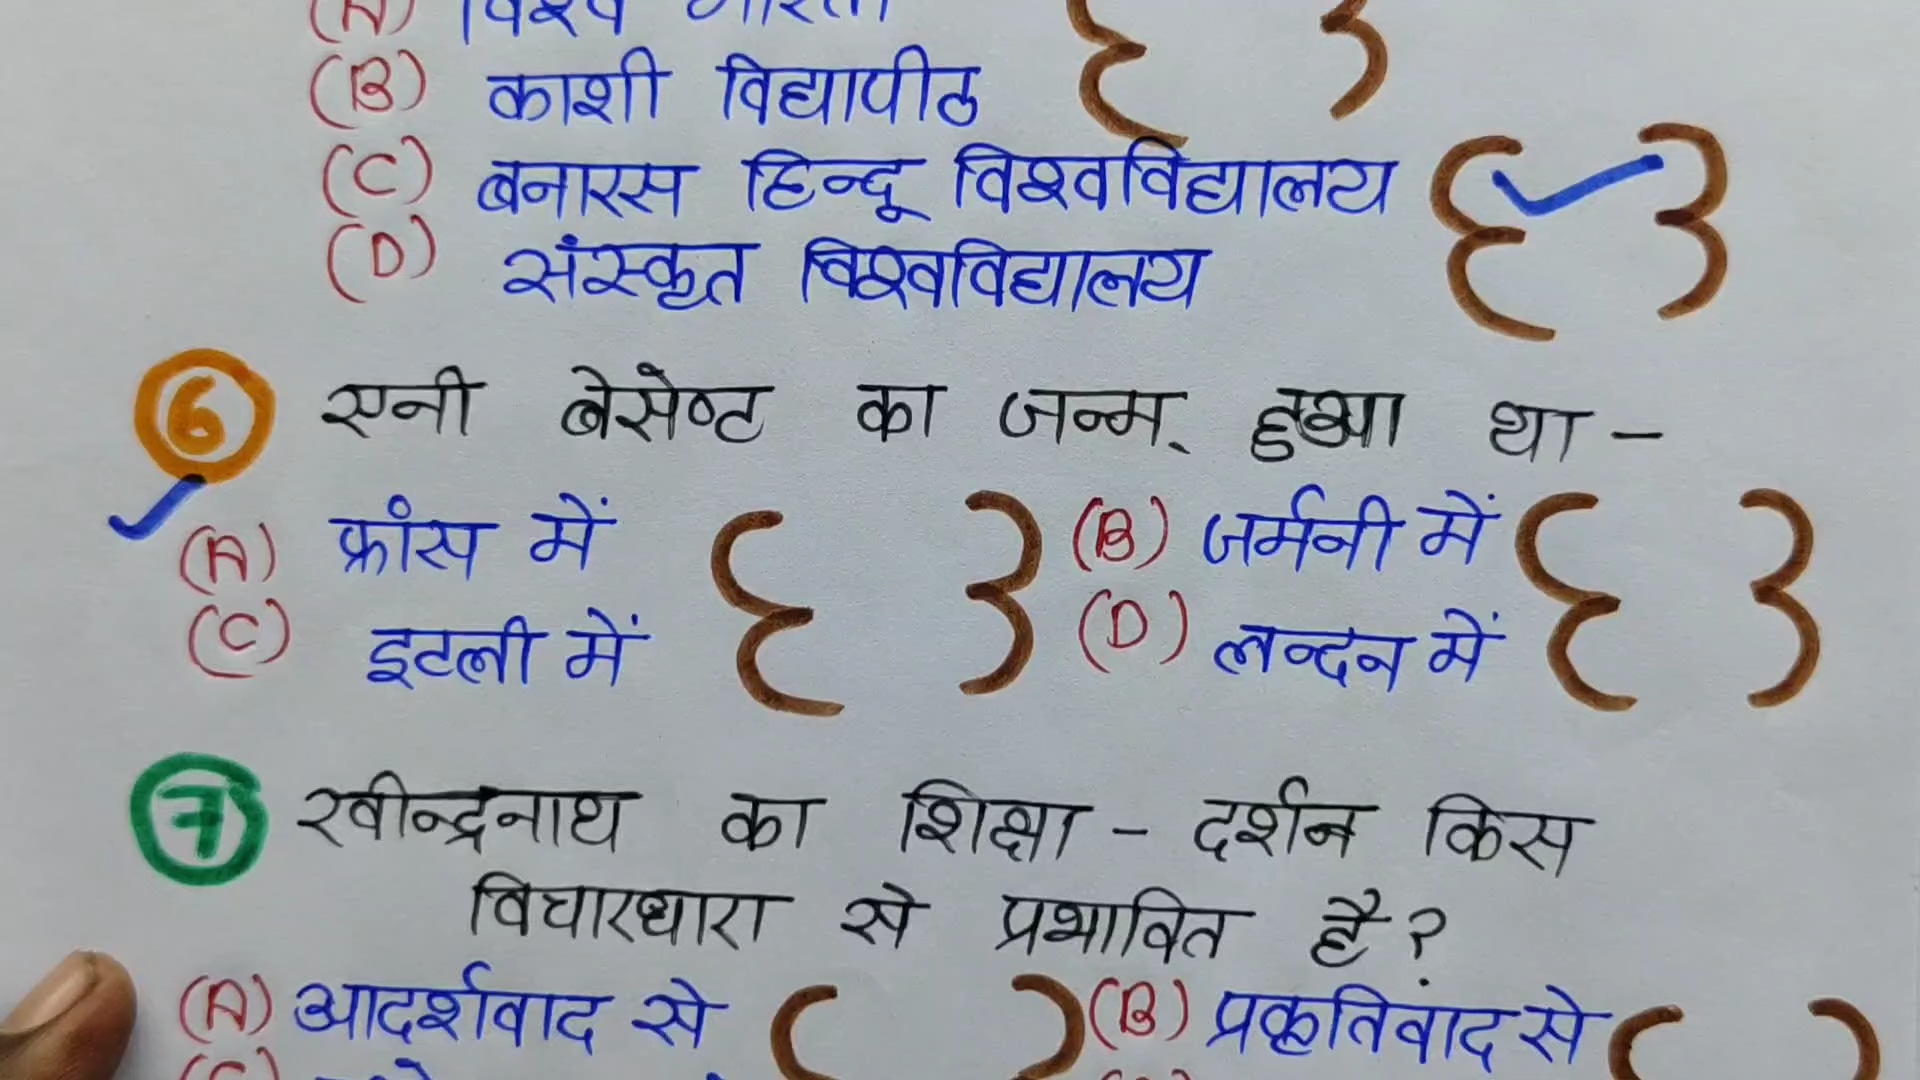 (A) विश्व भारती
(B) काशी विद्यापीठ
(C) बनारस हिन्दू विश्वविद्यालय
(D) संस्कृत विश्वविद्यालय
6 एनी बेसेण्ट का जन्म हुआ था -
(A) फ्रांस में (B) जर्मनी में
(C) इटली में (D) लन्दन में
7 रवीन्द्रनाथ का शिक्षा - दर्शन किस
विचारधारा से प्रभावित है?
(A) आदर्शवाद से (B) प्रकृतिवाद से